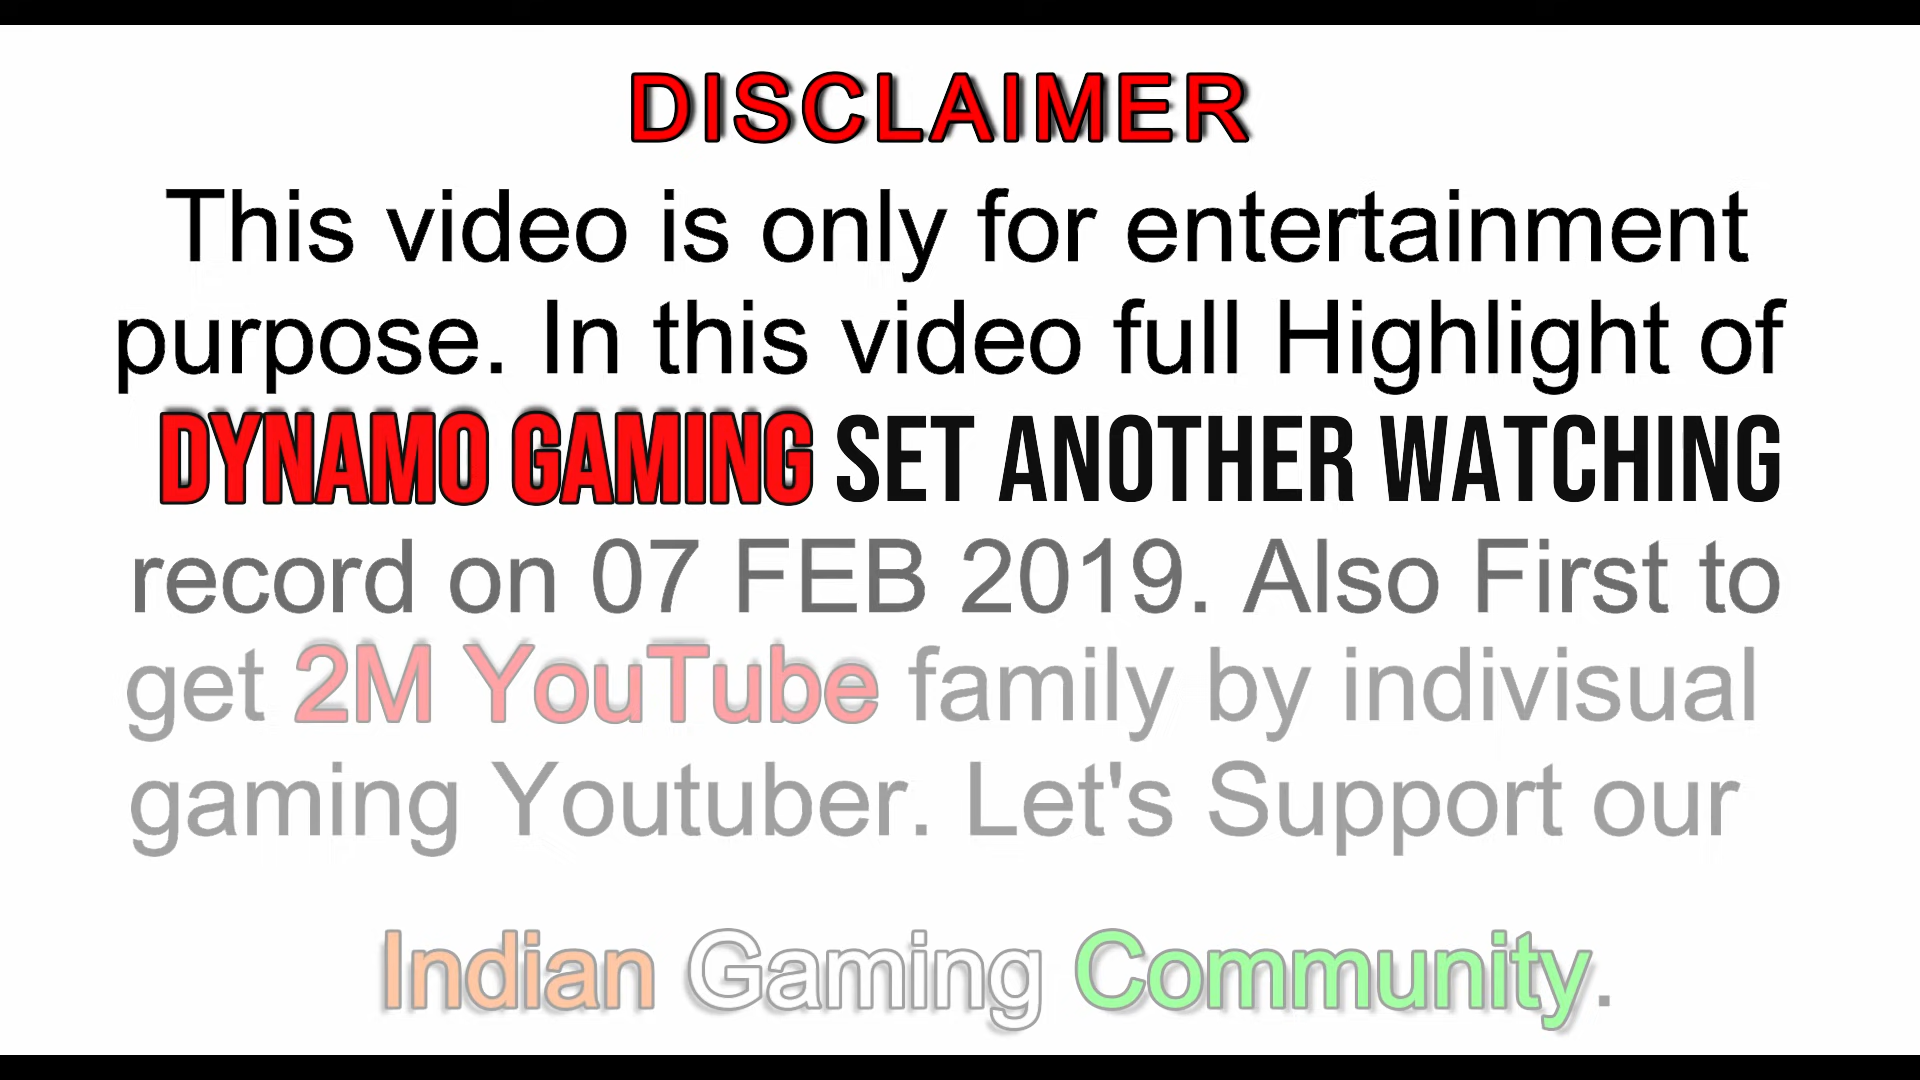 DISCLAIMER
This video is only for entertainment
purpose. In this video full Highlight of
DYNAMO GAMING SET ANOTHER WATCHING
record on 07 FEB 2019. Also First to
get 2M YouTube family by indivisual
gaming Youtuber. Let's Support our
Indian Gaming Community.